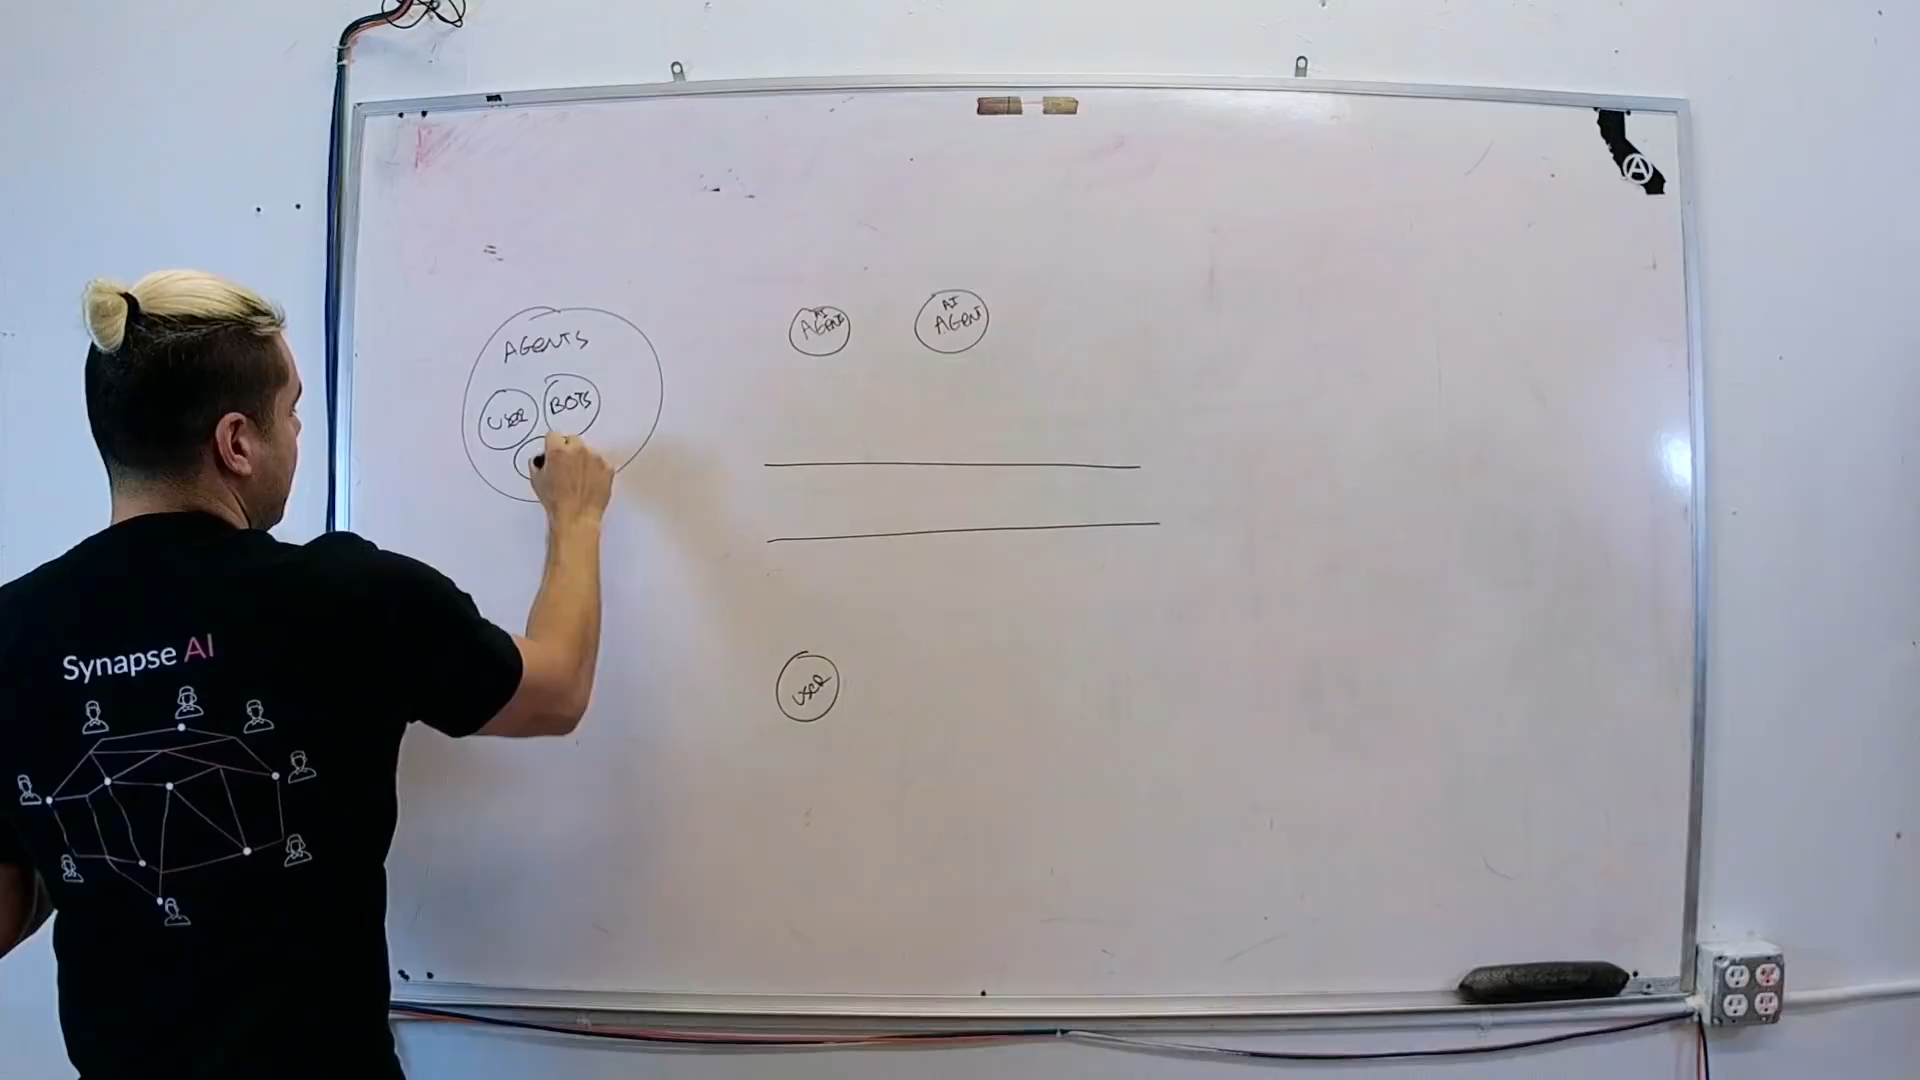 AGENTS
USER
BOTS
AI
AGENT
AI
AGENT
USER
Synapse AI
A